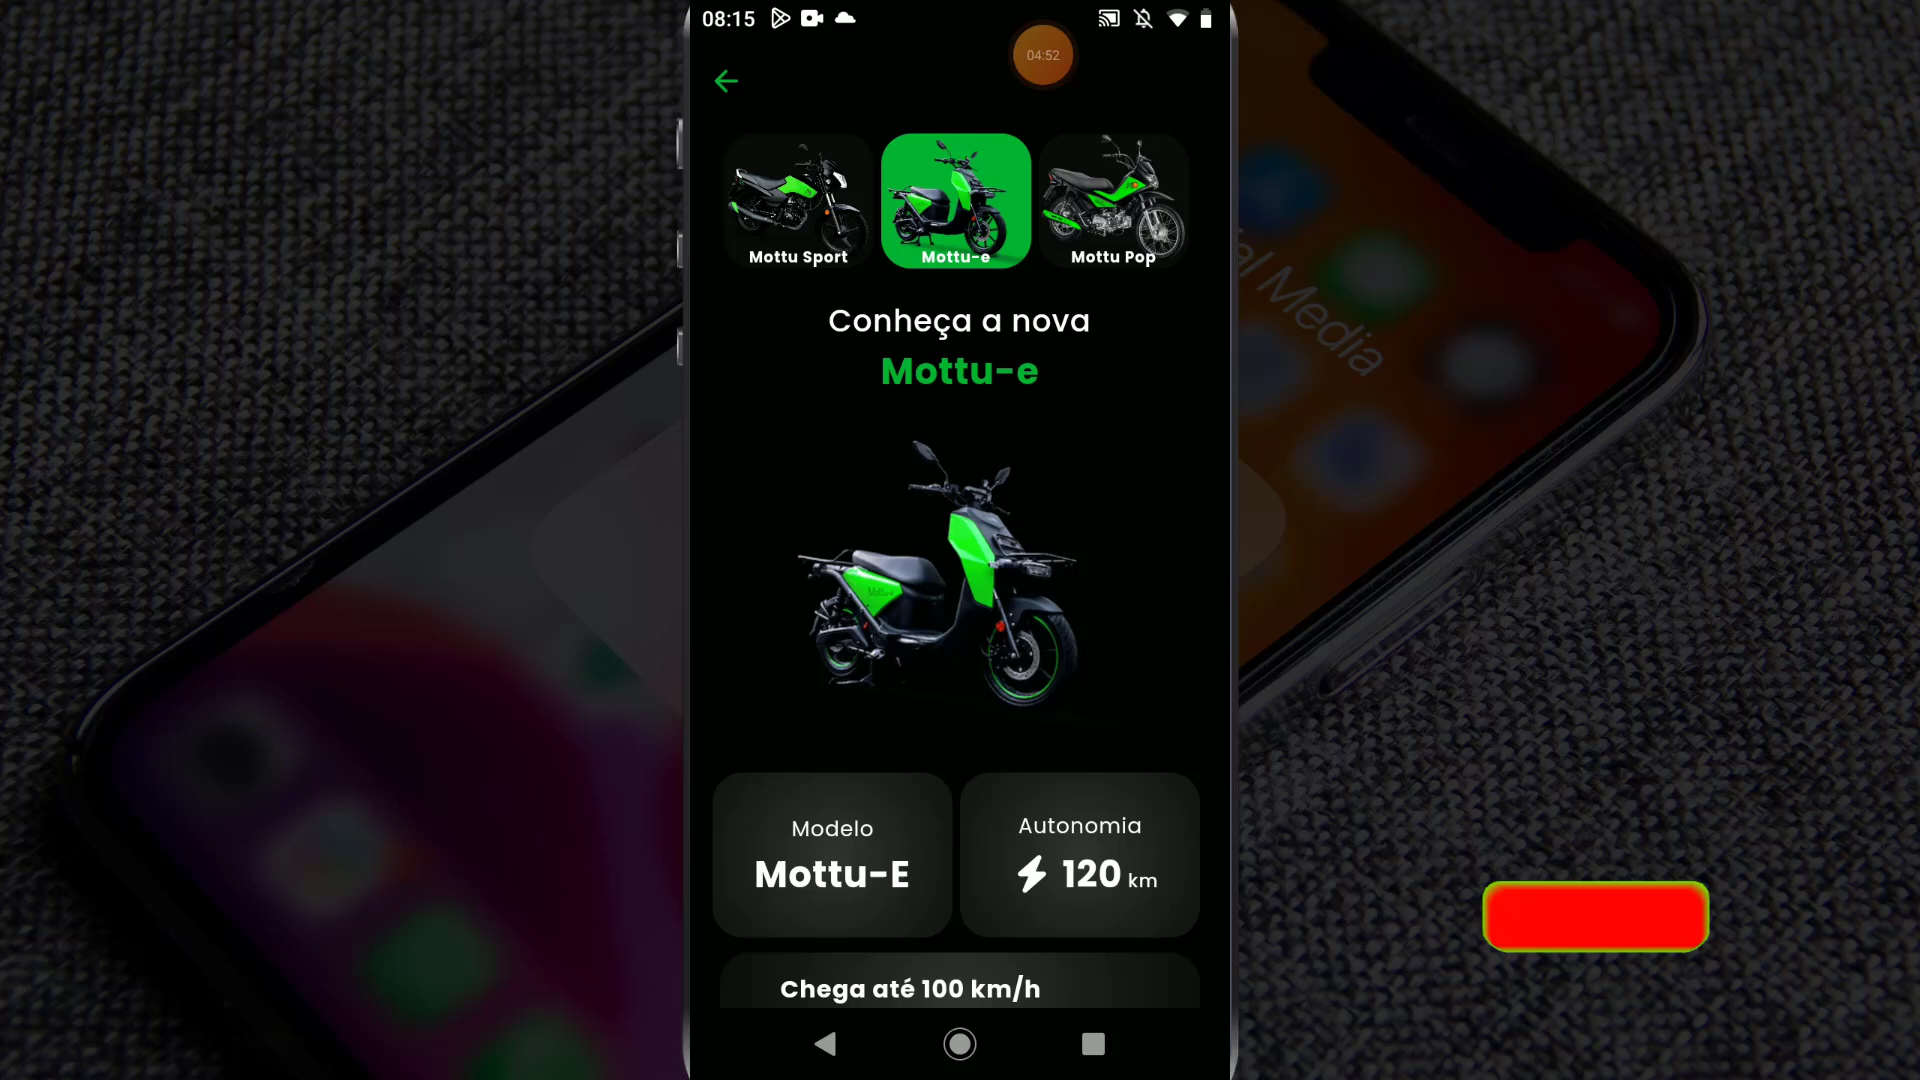 08:15
04:52
Mottu Sport
Mottu-e
Mottu Pop
Conheça a nova
Mottu-e
Modelo
Mottu-E
Autonomia
120 km
Chega até 100 km/h
Media